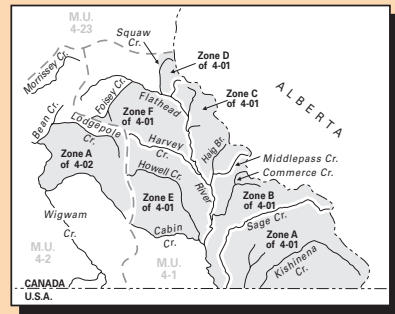 M.U.
4-23
Squaw
Cr.
Zone D
of 4-01
Morrissey Cr.
Foisey Cr.
Flathead
Zone C
of 4-01
ALBERTA
Bean Cr.
Lodgepole
Cr.
Zone F
of 4-01
Harvey
Cr.
Haig Br.
Middlepass Cr.
Commerce Cr.
Zone A
of 4-02
Howell Cr.
River
Zone B
of 4-01
Zone E
of 4-01
Sage Cr.
Wigwam
Cr.
Cabin
Cr.
Zone A
of 4-01
Kishinena
Cr.
M.U.
4-2
M.U.
4-1
CANADA
U.S.A.